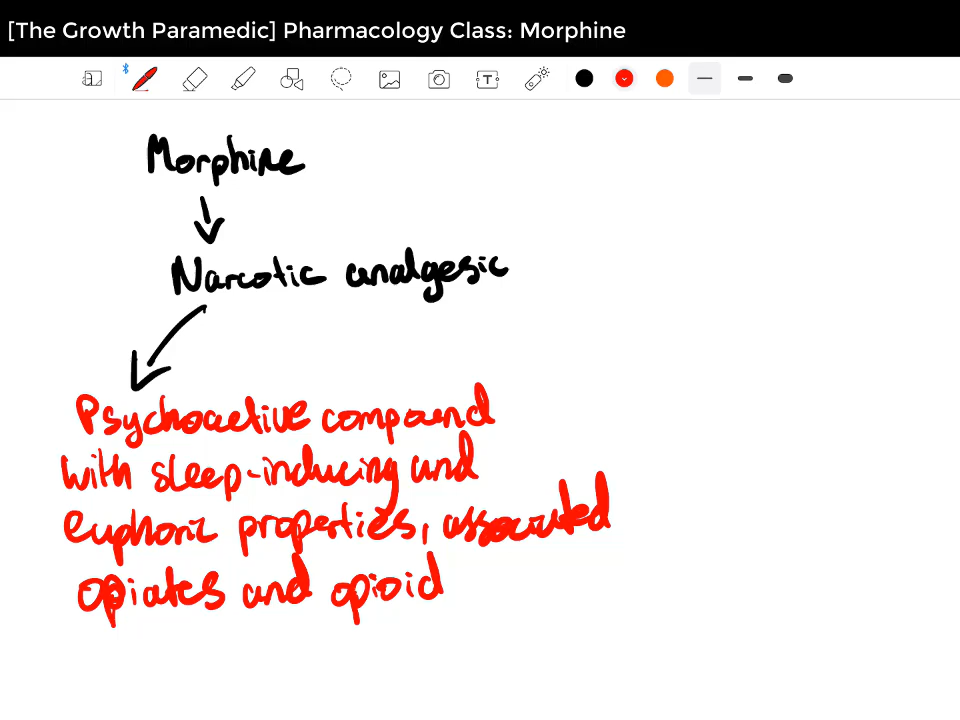 [The Growth Paramedic] Pharmacology Class: Morphine
Morphine
Narcotic analgesic
Psychoactive compound
with sleep-inducing and
euphoric properties, associated
opiates and opioid